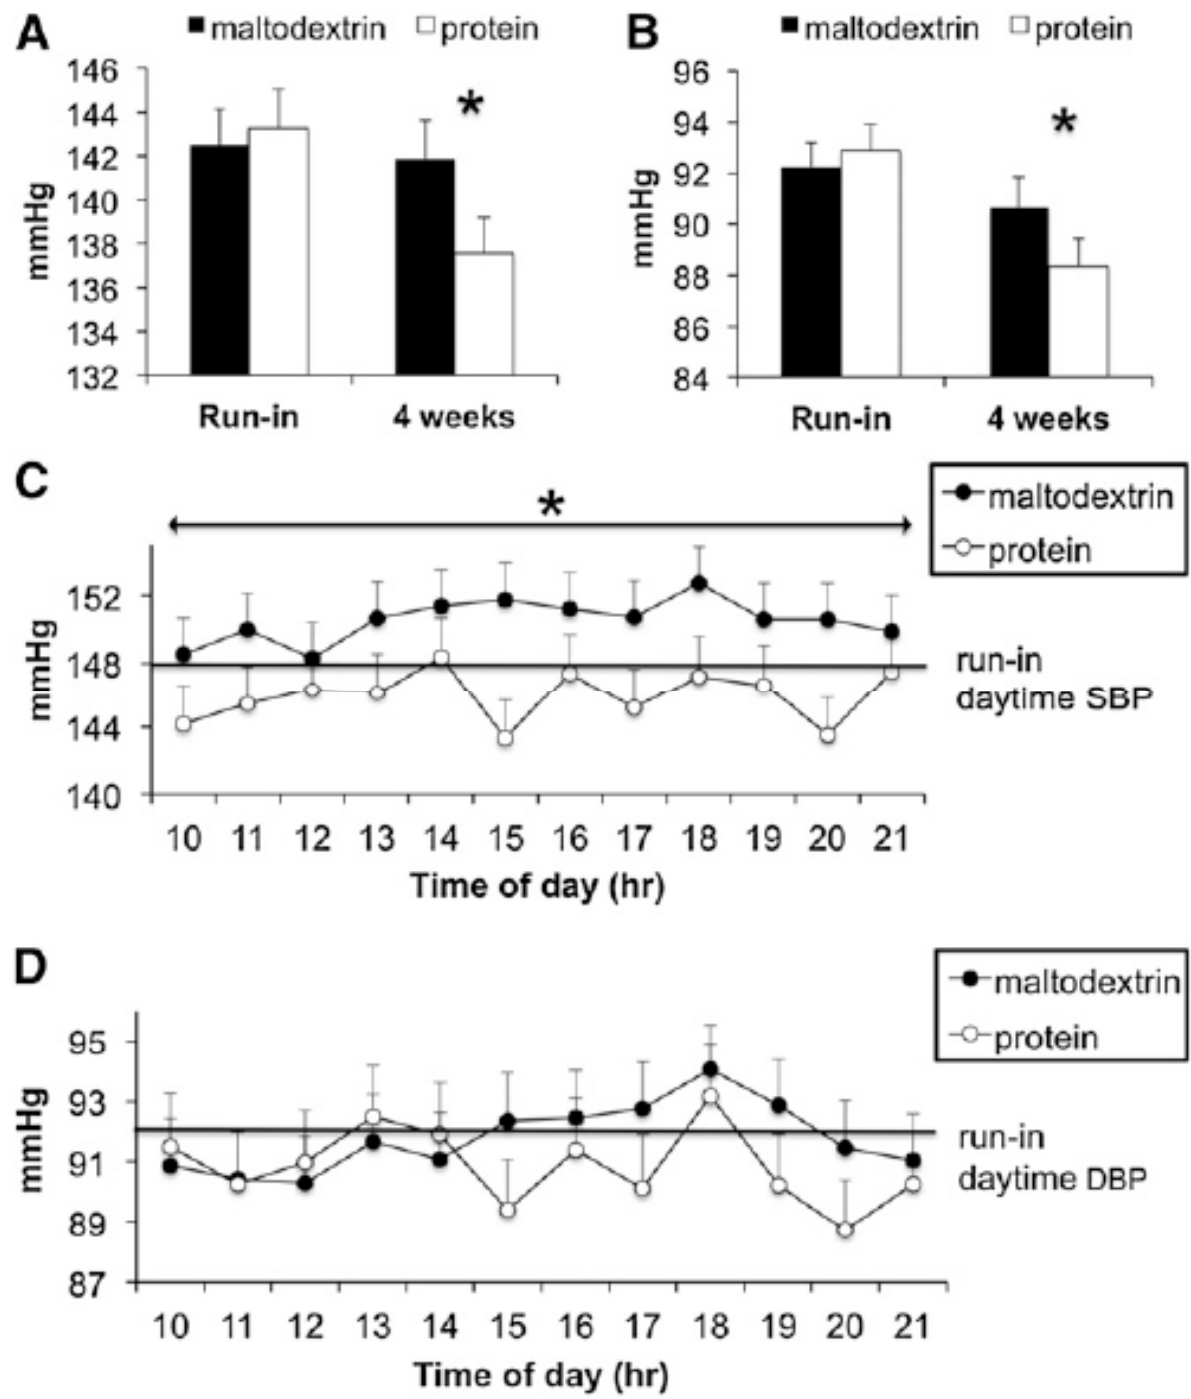 A
■ maltodextrin □ protein
146
144
142
140
138
136
134
132
mmHg
*
Run-in 4 weeks
B
■ maltodextrin □ protein
96
94
92
90
88
86
84
mmHg
*
Run-in 4 weeks
C
*
maltodextrin
protein
152
148
144
140
mmHg
run-in
daytime SBP
10 11 12 13 14 15 16 17 18 19 20 21
Time of day (hr)
D
maltodextrin
protein
95
93
91
89
87
mmHg
run-in
daytime DBP
10 11 12 13 14 15 16 17 18 19 20 21
Time of day (hr)